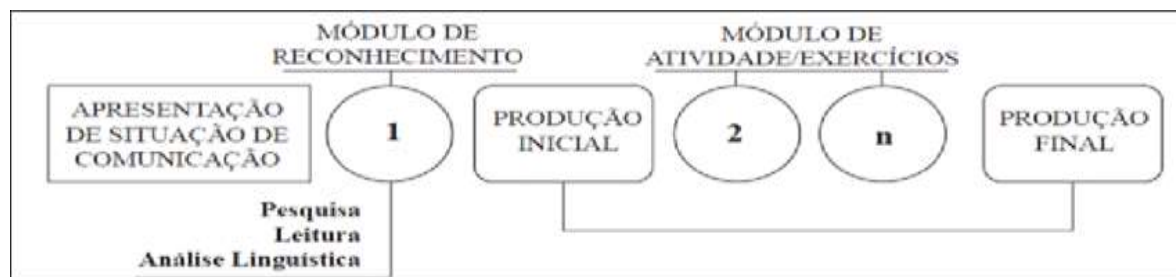 MÓDULO DE
RECONHECIMENTO
MÓDULO DE
ATIVIDADE/EXERCÍCIOS
APRESENTAÇÃO
DE SITUAÇÃO DE
COMUNICAÇÃO
1
PRODUÇÃO
INICIAL
2
n
PRODUÇÃO
FINAL
Pesquisa
Leitura
Análise Linguística